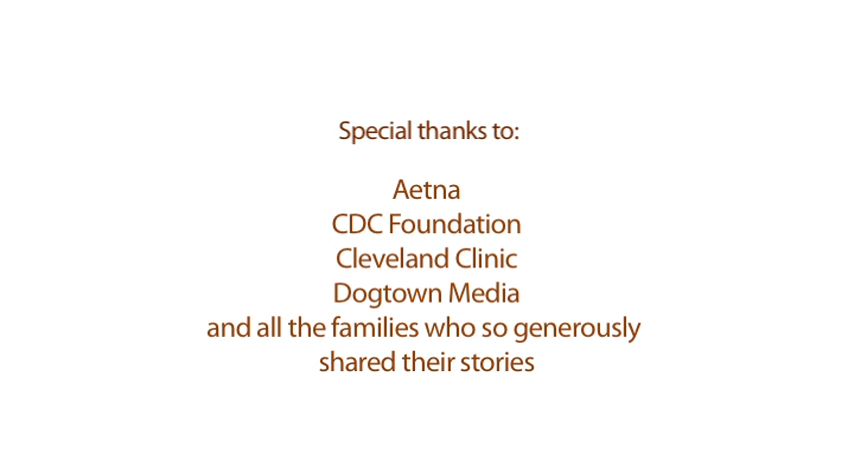 Special thanks to:
Aetna
CDC Foundation
Cleveland Clinic
Dogtown Media
and all the families who so generously
shared their stories